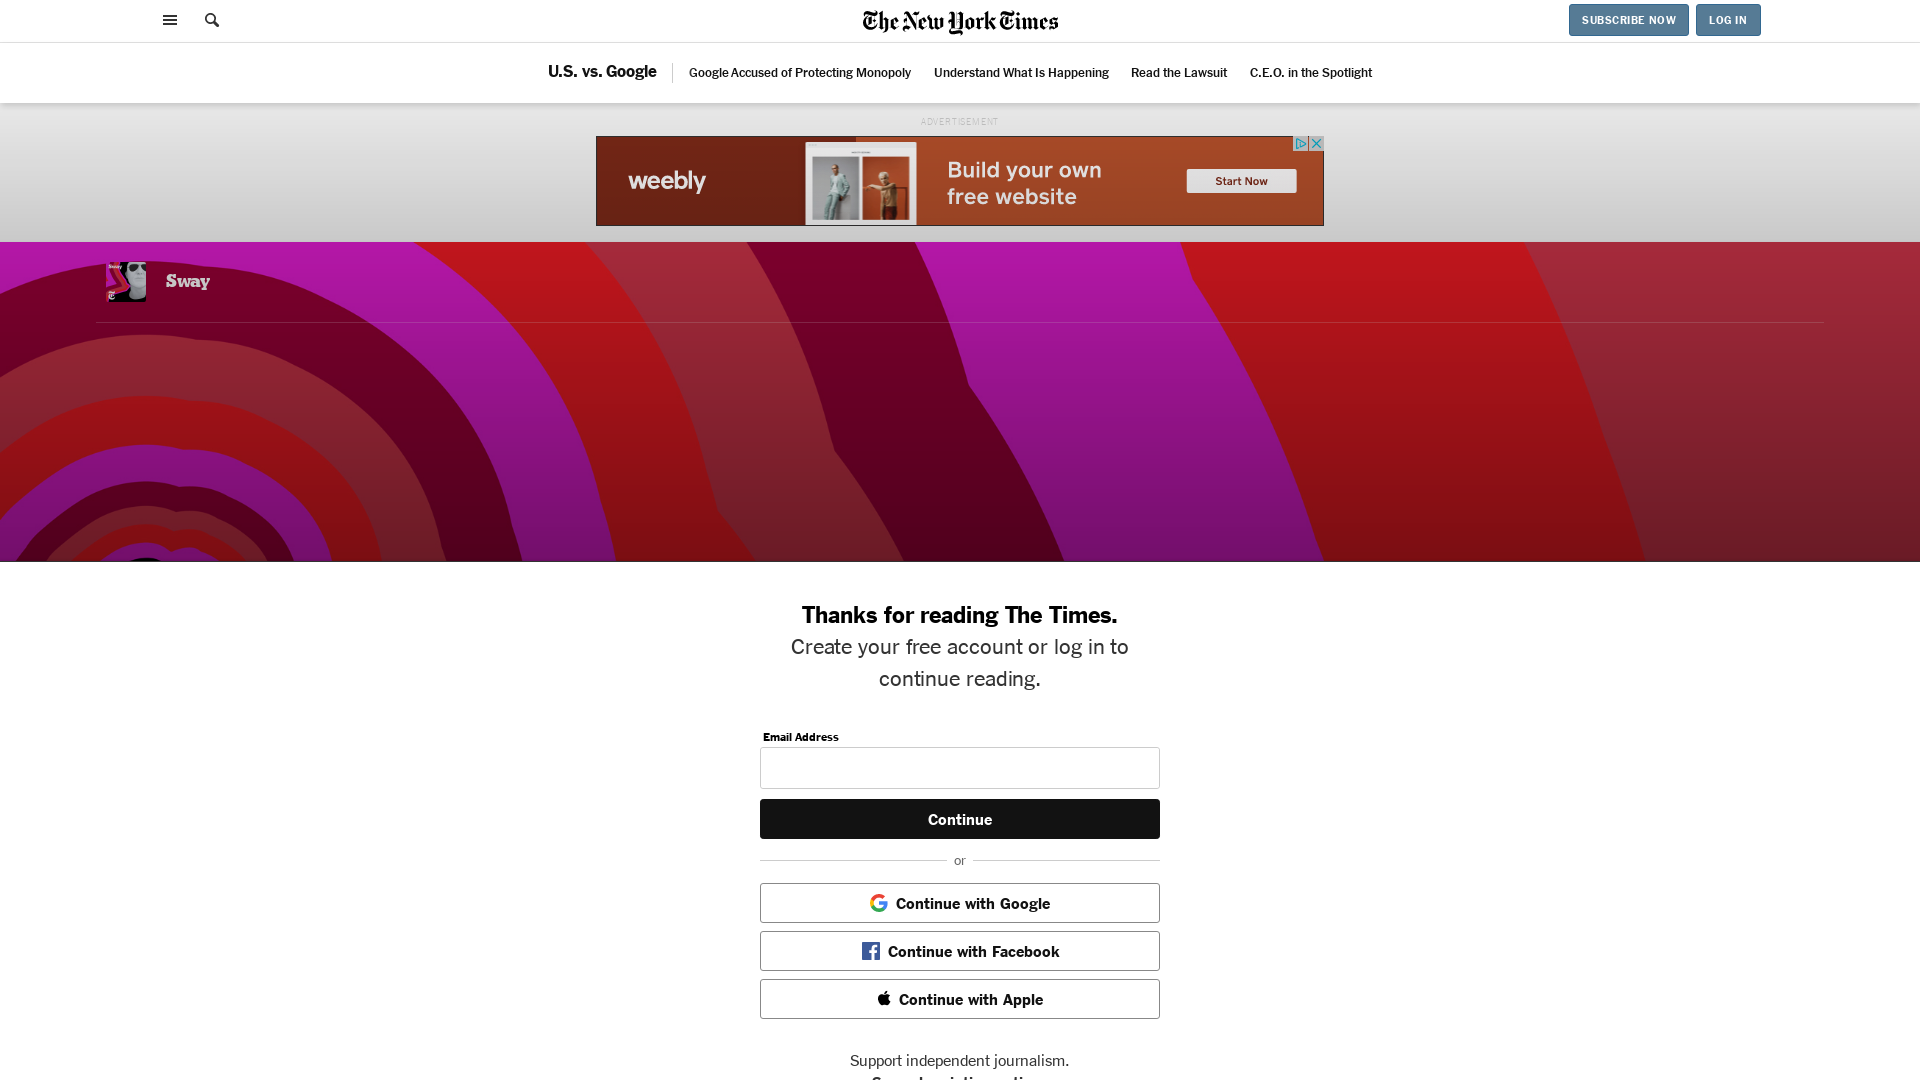 The New York Times
SUBSCRIBE NOW
LOG IN
U.S. vs. Google
Google Accused of Protecting Monopoly
Understand What Is Happening
Read the Lawsuit
C.E.O. in the Spotlight
ADVERTISEMENT
weebly
Build your own
free website
Start Now
Sway
Thanks for reading The Times.
Create your free account or log in to
continue reading.
Email Address
Continue
or
Continue with Google
Continue with Facebook
Continue with Apple
Support independent journalism.